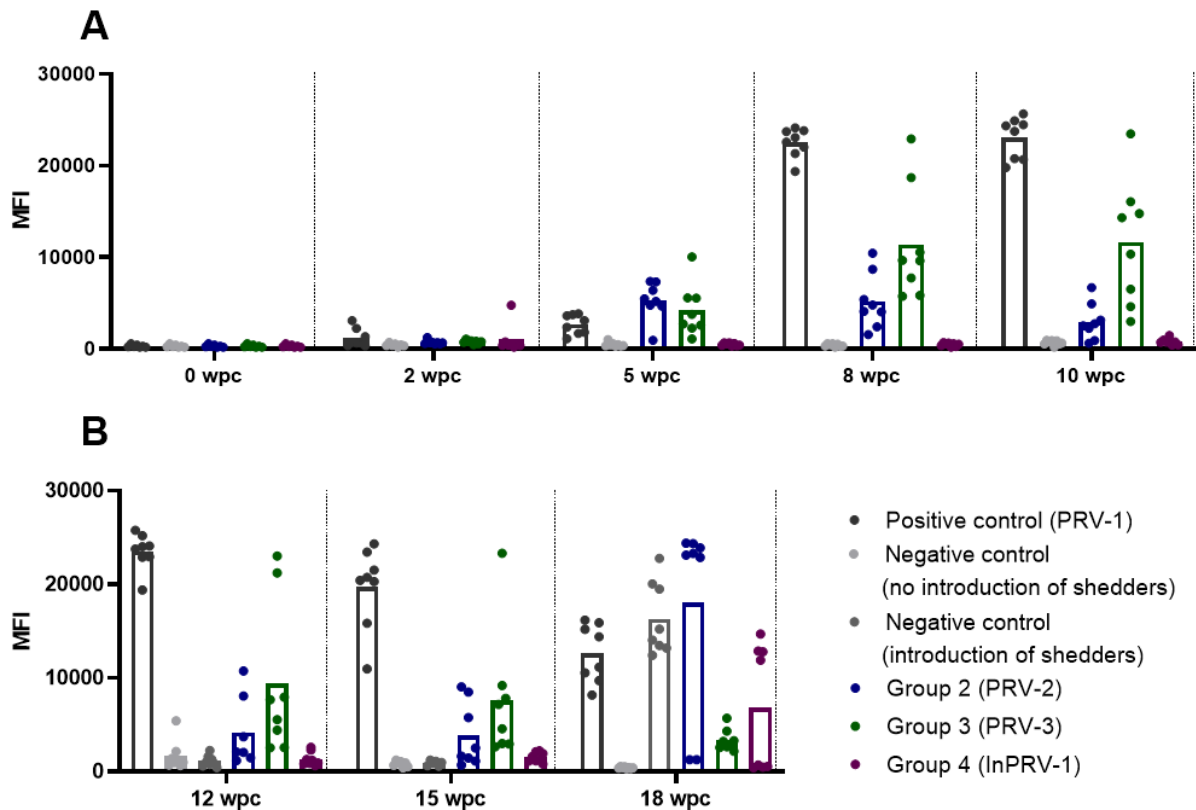 A
30000
20000
10000
0
MFI
0 wpc 2 wpc 5 wpc 8 wpc 10 wpc
B
30000
20000
10000
0
MFI
12 wpc 15 wpc 18 wpc
Positive control (PRV-1)
Negative control
(no introduction of shedders)
Negative control
(introduction of shedders)
Group 2 (PRV-2)
Group 3 (PRV-3)
Group 4 (InPRV-1)